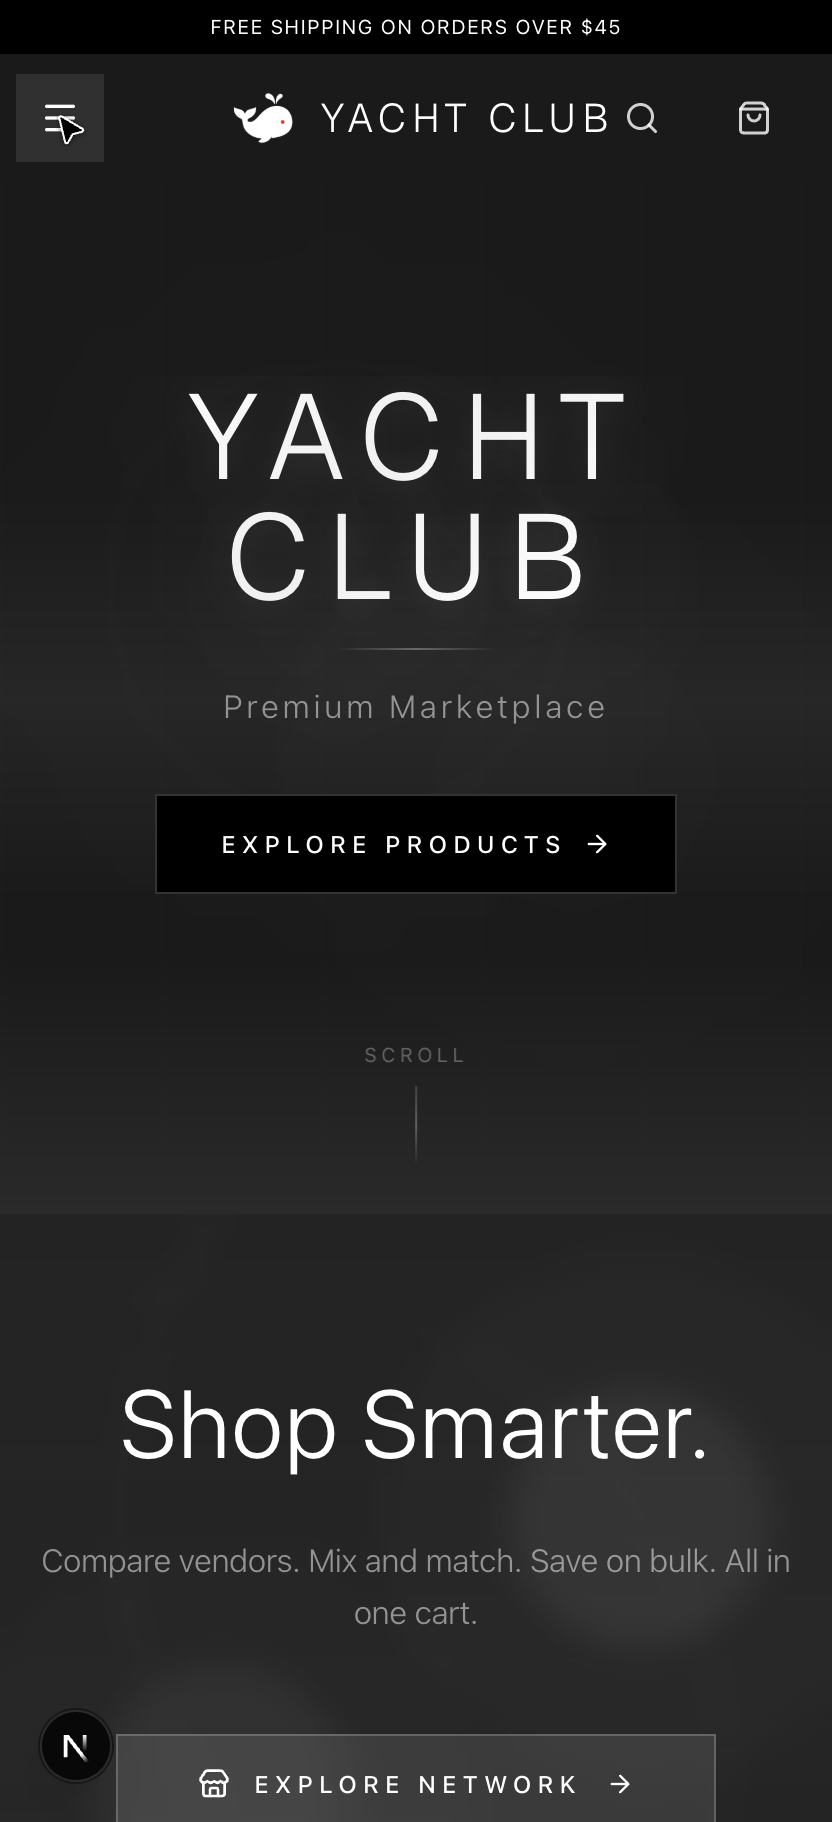 FREE SHIPPING ON ORDERS OVER $45
YACHT CLUB
YACHT
CLUB
Premium Marketplace
EXPLORE PRODUCTS
SCROLL
Shop Smarter.
Compare vendors. Mix and match. Save on bulk. All in
one cart.
N
EXPLORE NETWORK